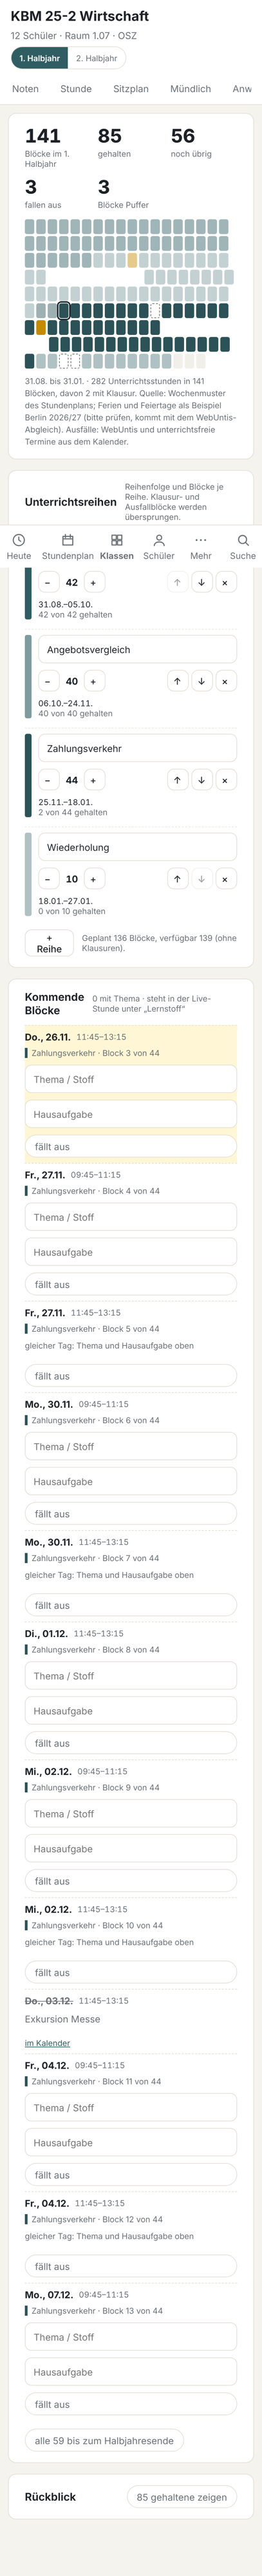 KBM 25-2 Wirtschaft
12 Schüler · Raum 1.07 · OSZ
1. Halbjahr 2. Halbjahr
Noten Stunde Sitzplan Mündlich Anw
141 85 56
Blöcke im 1. Halbjahr gehalten noch übrig
3 3
fallen aus Blöcke Puffer
31.08. bis 31.01. · 282 Unterrichtsstunden in 141
Blöcken, davon 2 mit Klausur. Quelle: Wochenmuster
des Stundenplans; Ferien und Feiertage als Beispiel
Berlin 2026/27 (bitte prüfen, kommt mit dem WebUntis-
Abgleich). Ausfälle: WebUntis und unterrichtsfreie
Termine aus dem Kalender.
Unterrichtsreihen
Reihenfolge und Blöcke je
Reihe. Klausur- und
Ausfallblöcke werden
übersprungen.
Heute Stundenplan Klassen Schüler Mehr Suche
− 42 + ↑ ↓ ×
31.08.–05.10.
42 von 42 gehalten
Angebotsvergleich
− 40 + ↑ ↓ ×
06.10.–24.11.
40 von 40 gehalten
Zahlungsverkehr
− 44 + ↑ ↓ ×
25.11.–18.01.
2 von 44 gehalten
Wiederholung
− 10 + ↑ ↓ ×
18.01.–27.01.
0 von 10 gehalten
+ Reihe
Geplant 136 Blöcke, verfügbar 139 (ohne
Klausuren).
Kommende
Blöcke
0 mit Thema · steht in der Live-
Stunde unter „Lernstoff“
Do., 26.11. 11:45–13:15
Zahlungsverkehr · Block 3 von 44
Thema / Stoff
Hausaufgabe
fällt aus
Fr., 27.11. 09:45–11:15
Zahlungsverkehr · Block 4 von 44
Thema / Stoff
Hausaufgabe
fällt aus
Fr., 27.11. 11:45–13:15
Zahlungsverkehr · Block 5 von 44
gleicher Tag: Thema und Hausaufgabe oben
fällt aus
Mo., 30.11. 09:45–11:15
Zahlungsverkehr · Block 6 von 44
Thema / Stoff
Hausaufgabe
fällt aus
Mo., 30.11. 11:45–13:15
Zahlungsverkehr · Block 7 von 44
gleicher Tag: Thema und Hausaufgabe oben
fällt aus
Di., 01.12. 11:45–13:15
Zahlungsverkehr · Block 8 von 44
Thema / Stoff
Hausaufgabe
fällt aus
Mi., 02.12. 09:45–11:15
Zahlungsverkehr · Block 9 von 44
Thema / Stoff
Hausaufgabe
fällt aus
Mi., 02.12. 11:45–13:15
Zahlungsverkehr · Block 10 von 44
gleicher Tag: Thema und Hausaufgabe oben
fällt aus
Do., 03.12. 11:45–13:15
Exkursion Messe
im Kalender
Fr., 04.12. 09:45–11:15
Zahlungsverkehr · Block 11 von 44
Thema / Stoff
Hausaufgabe
fällt aus
Fr., 04.12. 11:45–13:15
Zahlungsverkehr · Block 12 von 44
gleicher Tag: Thema und Hausaufgabe oben
fällt aus
Mo., 07.12. 09:45–11:15
Zahlungsverkehr · Block 13 von 44
Thema / Stoff
Hausaufgabe
fällt aus
alle 59 bis zum Halbjahresende
Rückblick 85 gehaltene zeigen